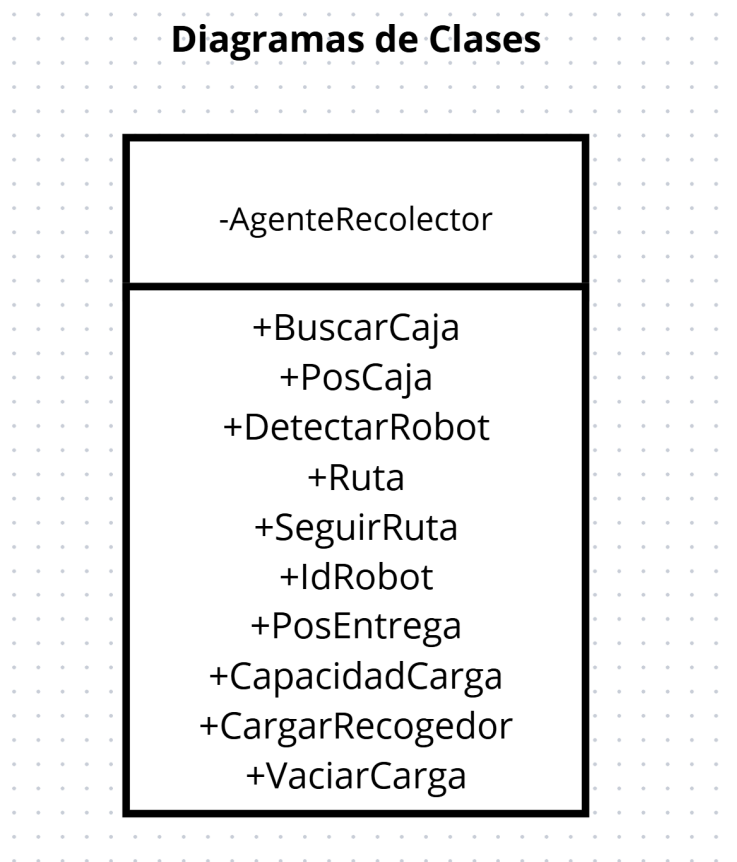 Diagramas de Clases
-AgenteRecolector
+BuscarCaja
+PosCaja
+DetectarRobot
+Ruta
+SeguirRuta
+IdRobot
+PosEntrega
+CapacidadCarga
+CargarRecogedor
+VaciarCarga